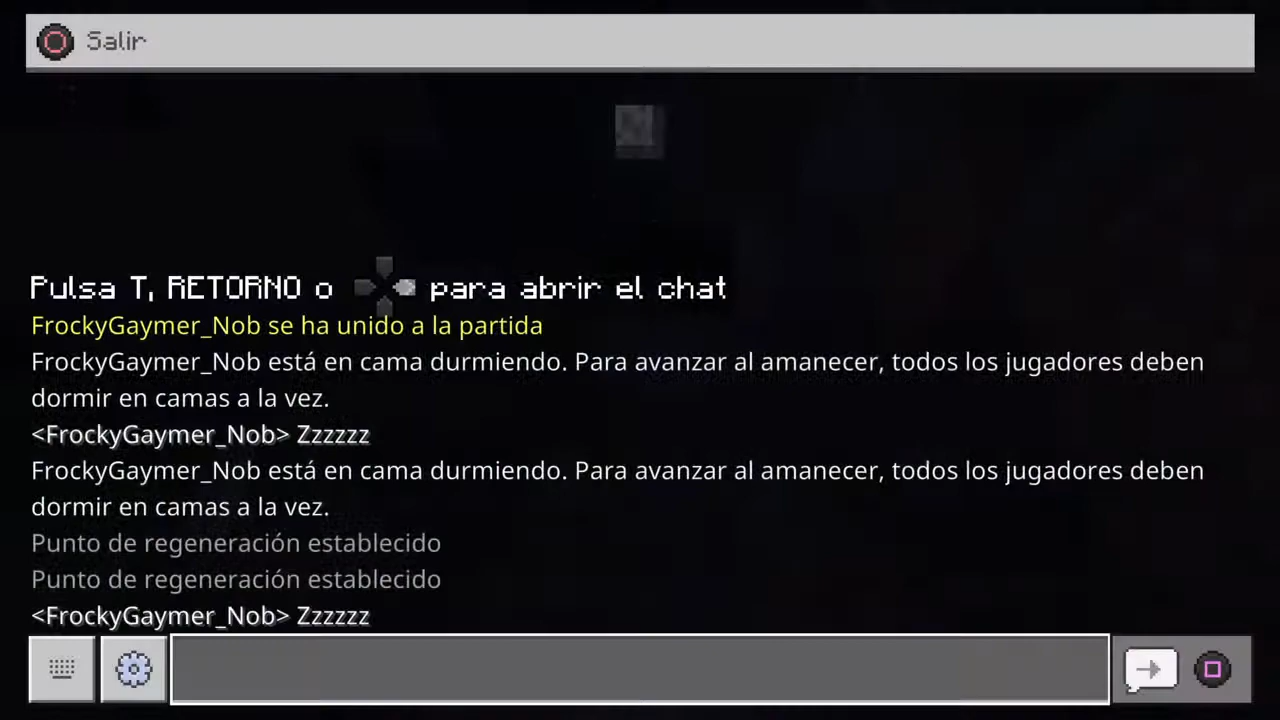 Salir
Pulsa T, RETORNO o para abrir el chat
FrockyGaymer_Nob se ha unido a la partida
FrockyGaymer_Nob está en cama durmiendo. Para avanzar al amanecer, todos los jugadores deben
dormir en camas a la vez.
<FrockyGaymer_Nob> Zzzzzz
FrockyGaymer_Nob está en cama durmiendo. Para avanzar al amanecer, todos los jugadores deben
dormir en camas a la vez.
Punto de regeneración establecido
Punto de regeneración establecido
<FrockyGaymer_Nob> Zzzzzz